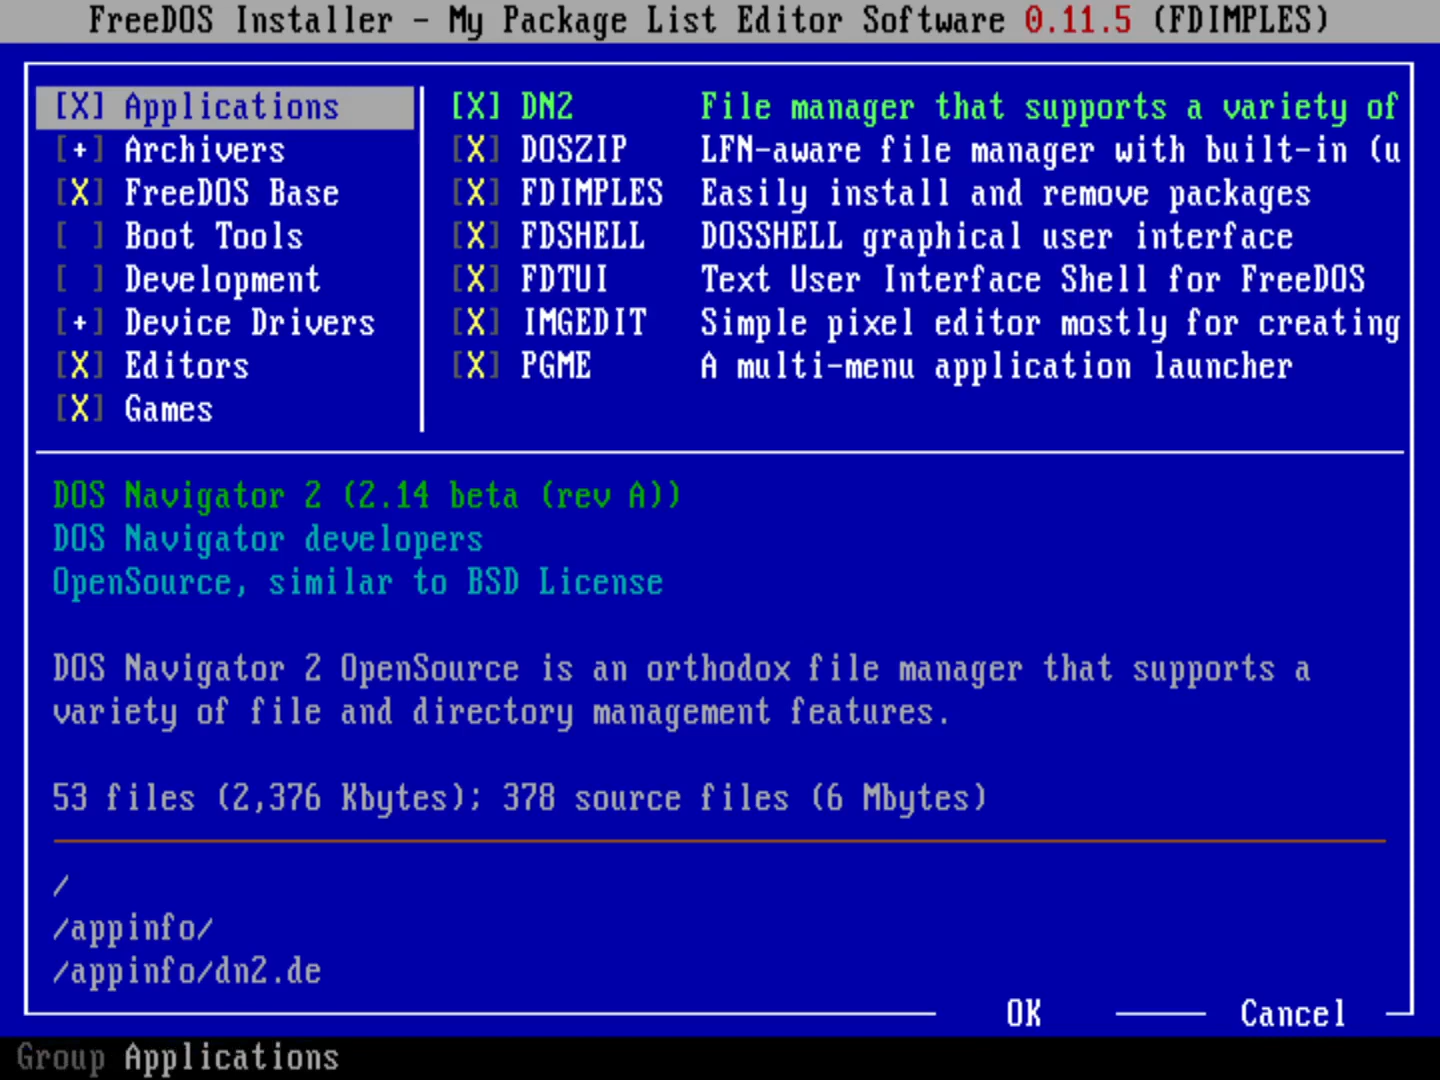 FreeDOS Installer - My Package List Editor Software 0.11.5 (FDIMPLES)
[X] Applications
[+] Archivers
[X] FreeDOS Base
[ ] Boot Tools
[ ] Development
[+] Device Drivers
[X] Editors
[X] Games
[X] DN2 File manager that supports a variety of
[X] DOSZIP LFN-aware file manager with built-in (u
[X] FDIMPLES Easily install and remove packages
[X] FDSHELL DOSSHELL graphical user interface
[X] FDTUI Text User Interface Shell for FreeDOS
[X] IMGEDIT Simple pixel editor mostly for creating
[X] PGME A multi-menu application launcher
DOS Navigator 2 (2.14 beta (rev A))
DOS Navigator developers
OpenSource, similar to BSD License
DOS Navigator 2 OpenSource is an orthodox file manager that supports a
variety of file and directory management features.
53 files (2,376 Kbytes); 378 source files (6 Mbytes)
/
/appinfo/
/appinfo/dn2.de
OK Cancel
Group Applications